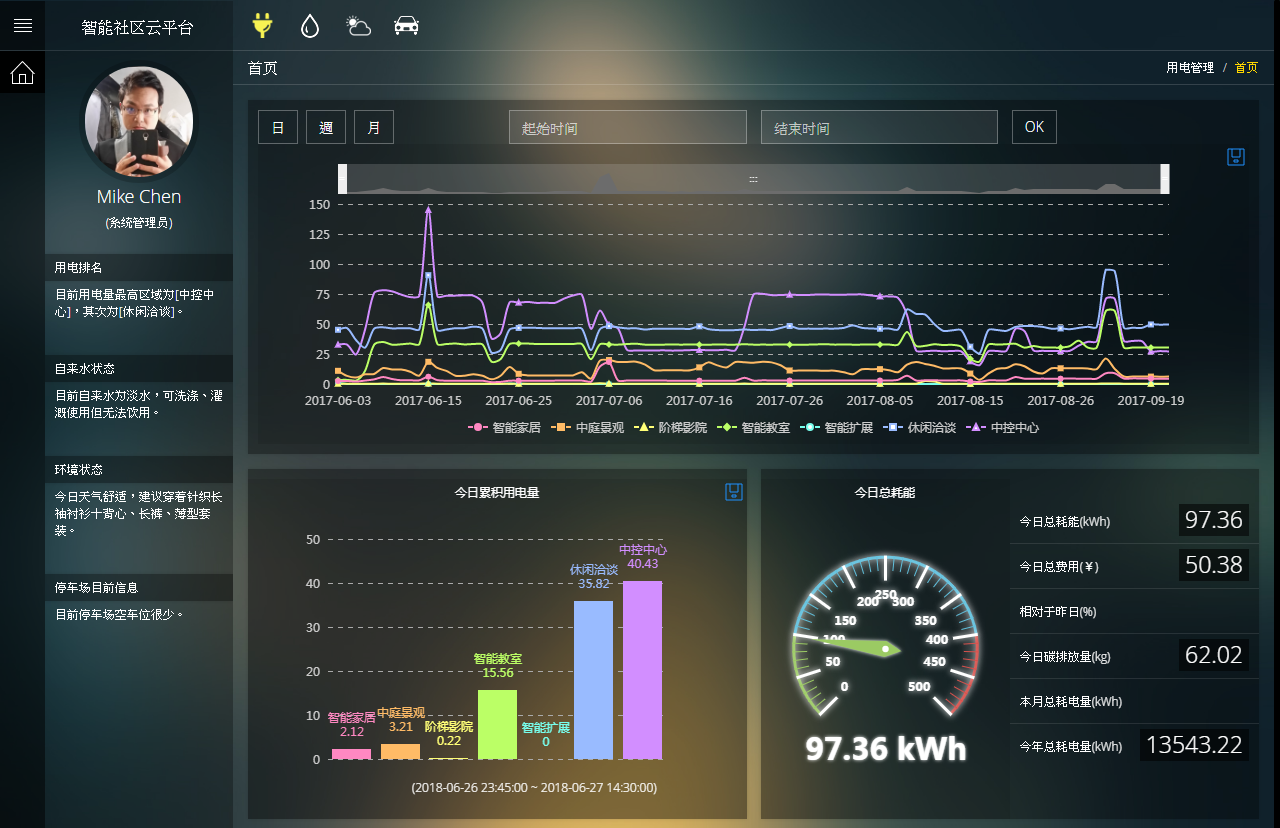 智能社区云平台
首页
用电管理 / 首页
Mike Chen
(系统管理员)
用电排名
目前用电量最高区域为[中控中
心]，其次为[休闲洽谈]。
自来水状态
目前自来水为淡水，可洗涤、灌
溉使用但无法饮用。
环境状态
今日天气舒适，建议穿着针织长
袖衬衫十背心、长裤、薄型套
装。
停车场目前信息
目前停车场空车位很少。
日 週 月 起始时间 结束时间 OK
150
125
100
75
50
25
0
2017-06-03 2017-06-15 2017-06-25 2017-07-06 2017-07-16 2017-07-26 2017-08-05 2017-08-15 2017-08-26 2017-09-19
智能家居 中庭景观 阶梯影院 智能教室 智能扩展 休闲洽谈 中控中心
今日累积用电量
50
40
30
20
10
0
智能家居
2.12
中庭景观
3.21
阶梯影院
0.22
智能教室
15.56
智能扩展
0
休闲洽谈
35.82
中控中心
40.43
(2018-06-26 23:45:00 ~ 2018-06-27 14:30:00)
今日总耗能
0
50
100
150
200
250
300
350
400
450
500
97.36 kWh
今日总耗能(kWh) 97.36
今日总费用(￥) 50.38
相对于昨日(%)
今日碳排放量(kg) 62.02
本月总耗电量(kWh)
今年总耗电量(kWh) 13543.22